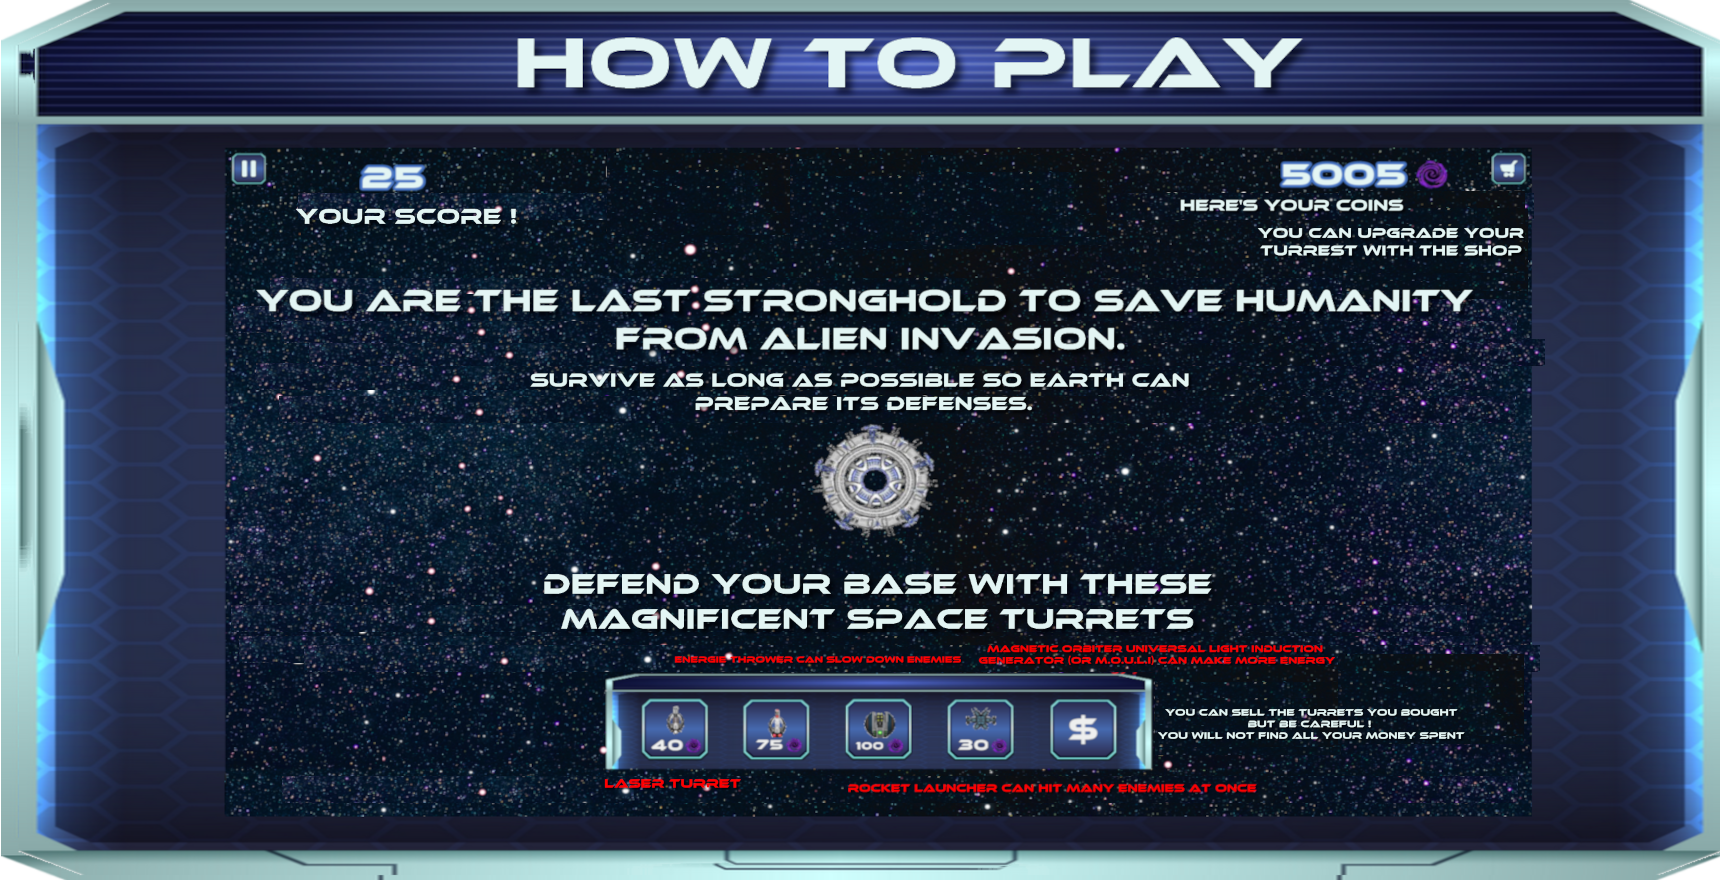 HOW TO PLAY
25
5005
YOUR SCORE !
HERE'S YOUR COINS
YOU CAN UPGRADE YOUR
TURREST WITH THE SHOP
YOU ARE THE LAST STRONGHOLD TO SAVE HUMANITY
FROM ALIEN INVASION.
SURVIVE AS LONG AS POSSIBLE SO EARTH CAN
PREPARE ITS DEFENSES.
DEFEND YOUR BASE WITH THESE
MAGNIFICENT SPACE TURRETS
ENERGIE THROWER CAN SLOW DOWN ENEMIES
MAGNETIC ORBITER UNIVERSAL LIGHT INDUCTION
GENERATOR (OR M.O.U.L.I) CAN MAKE MORE ENERGY
40
75
100
30
$
YOU CAN SELL THE TURRETS YOU BOUGHT
BUT BE CAREFUL !
YOU WILL NOT FIND ALL YOUR MONEY SPENT
LASER TURRET
ROCKET LAUNCHER CAN HIT MANY ENEMIES AT ONCE